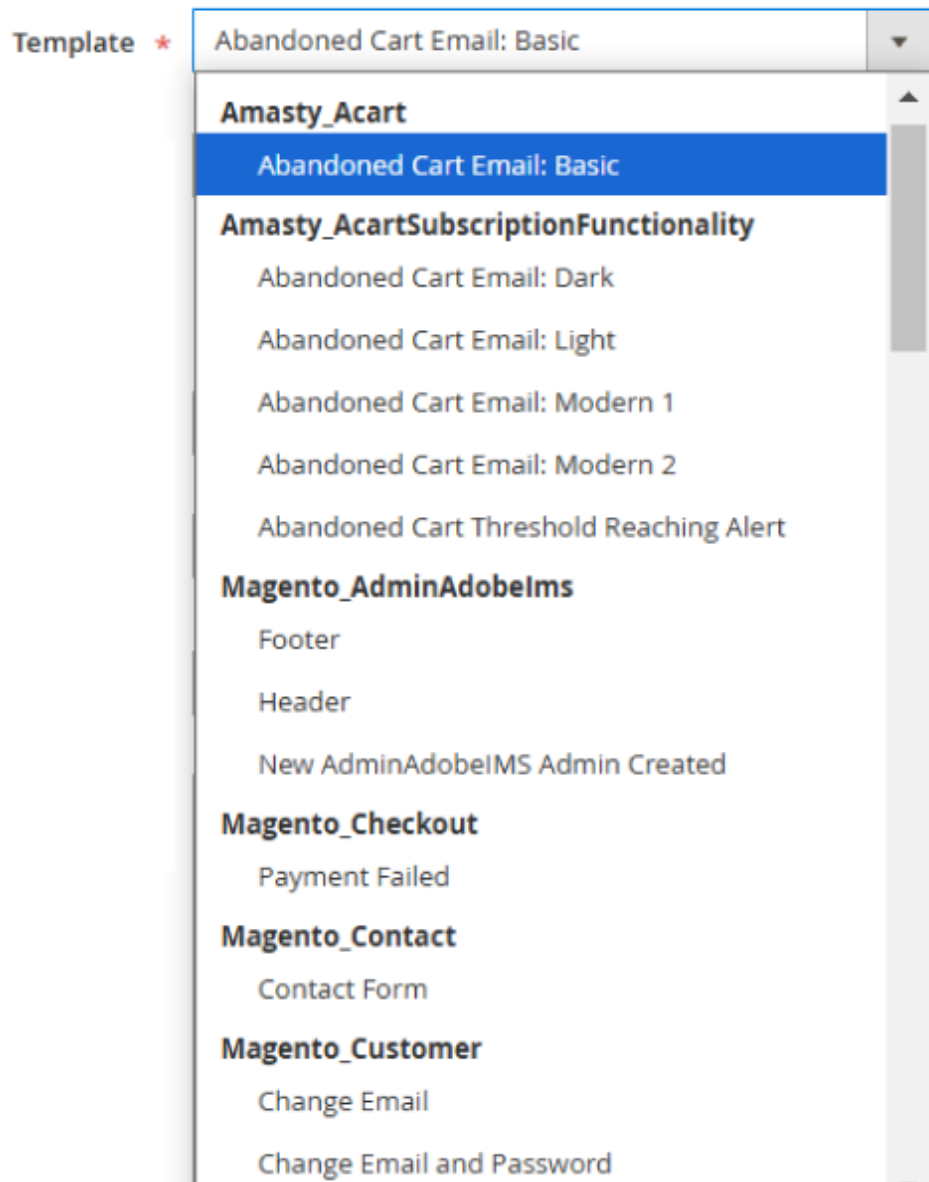 Template * Abandoned Cart Email: Basic
Amasty_Acart
Abandoned Cart Email: Basic
Amasty_AcartSubscriptionFunctionality
Abandoned Cart Email: Dark
Abandoned Cart Email: Light
Abandoned Cart Email: Modern 1
Abandoned Cart Email: Modern 2
Abandoned Cart Threshold Reaching Alert
Magento_AdminAdobeIms
Footer
Header
New AdminAdobeIMS Admin Created
Magento_Checkout
Payment Failed
Magento_Contact
Contact Form
Magento_Customer
Change Email
Change Email and Password